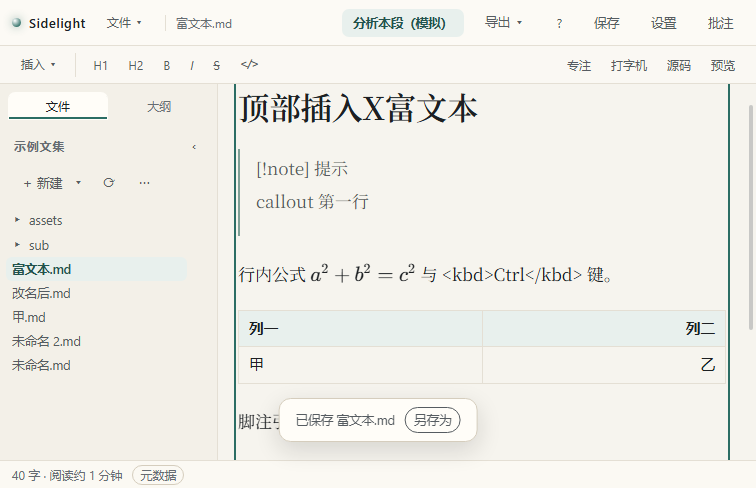 Sidelight 文件 富文本.md 分析本段（模拟） 导出 ? 保存 设置 批注
插入 H1 H2 B I S </> 专注 打字机 源码 预览
文件 大纲
示例文集
+ 新建 ...
assets
sub
富文本.md
改名后.md
甲.md
未命名 2.md
未命名.md
顶部插入X富文本
[!note] 提示
callout 第一行
行内公式 a² + b² = c² 与 <kbd>Ctrl</kbd> 键。
列一 列二
甲 乙
脚注
已保存 富文本.md 另存为
40 字 · 阅读约 1 分钟 元数据